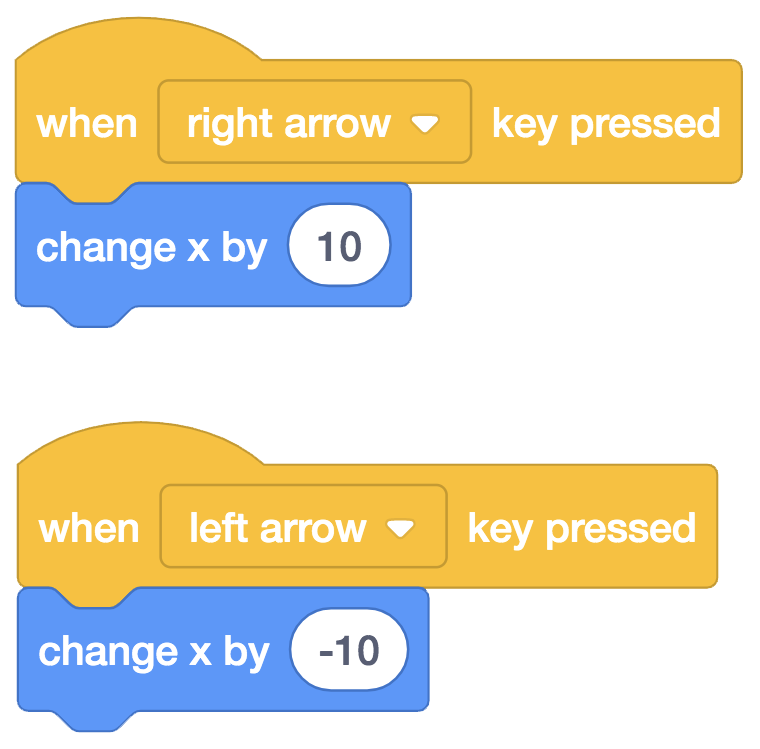 when right arrow key pressed
change x by 10
when left arrow key pressed
change x by -10